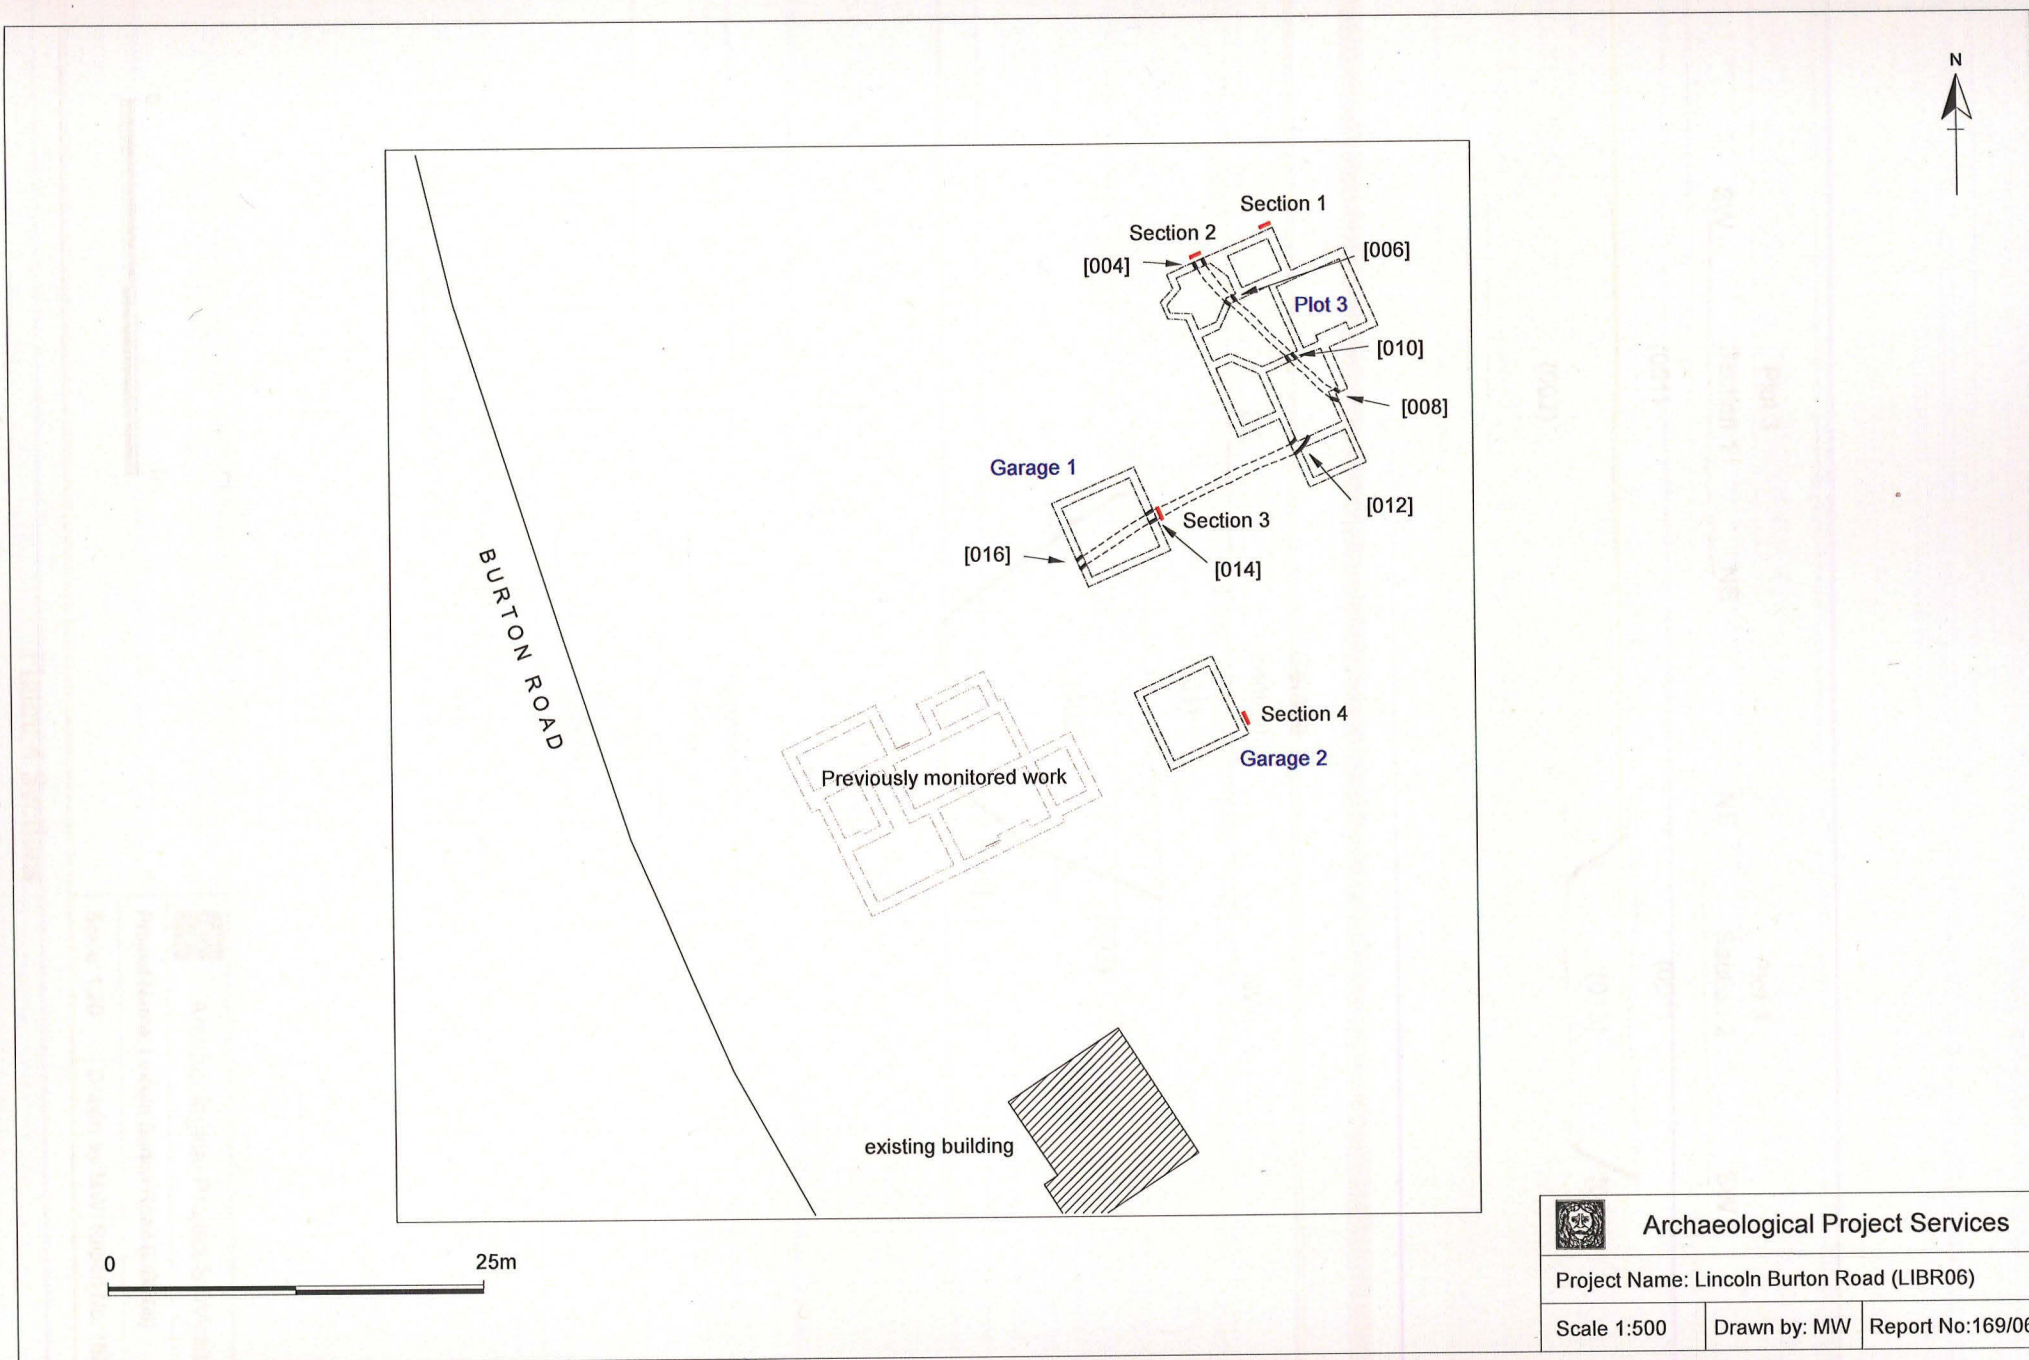 N
Section 1
Section 2
[006]
[004]
Plot 3
[010]
[008]
Garage 1
[012]
Section 3
[016]
[014]
BURTON ROAD
Section 4
Garage 2
Previously monitored work
existing building
0 25m
Archaeological Project Services
Project Name: Lincoln Burton Road (LIBR06)
Scale 1:500 Drawn by: MW Report No:169/06